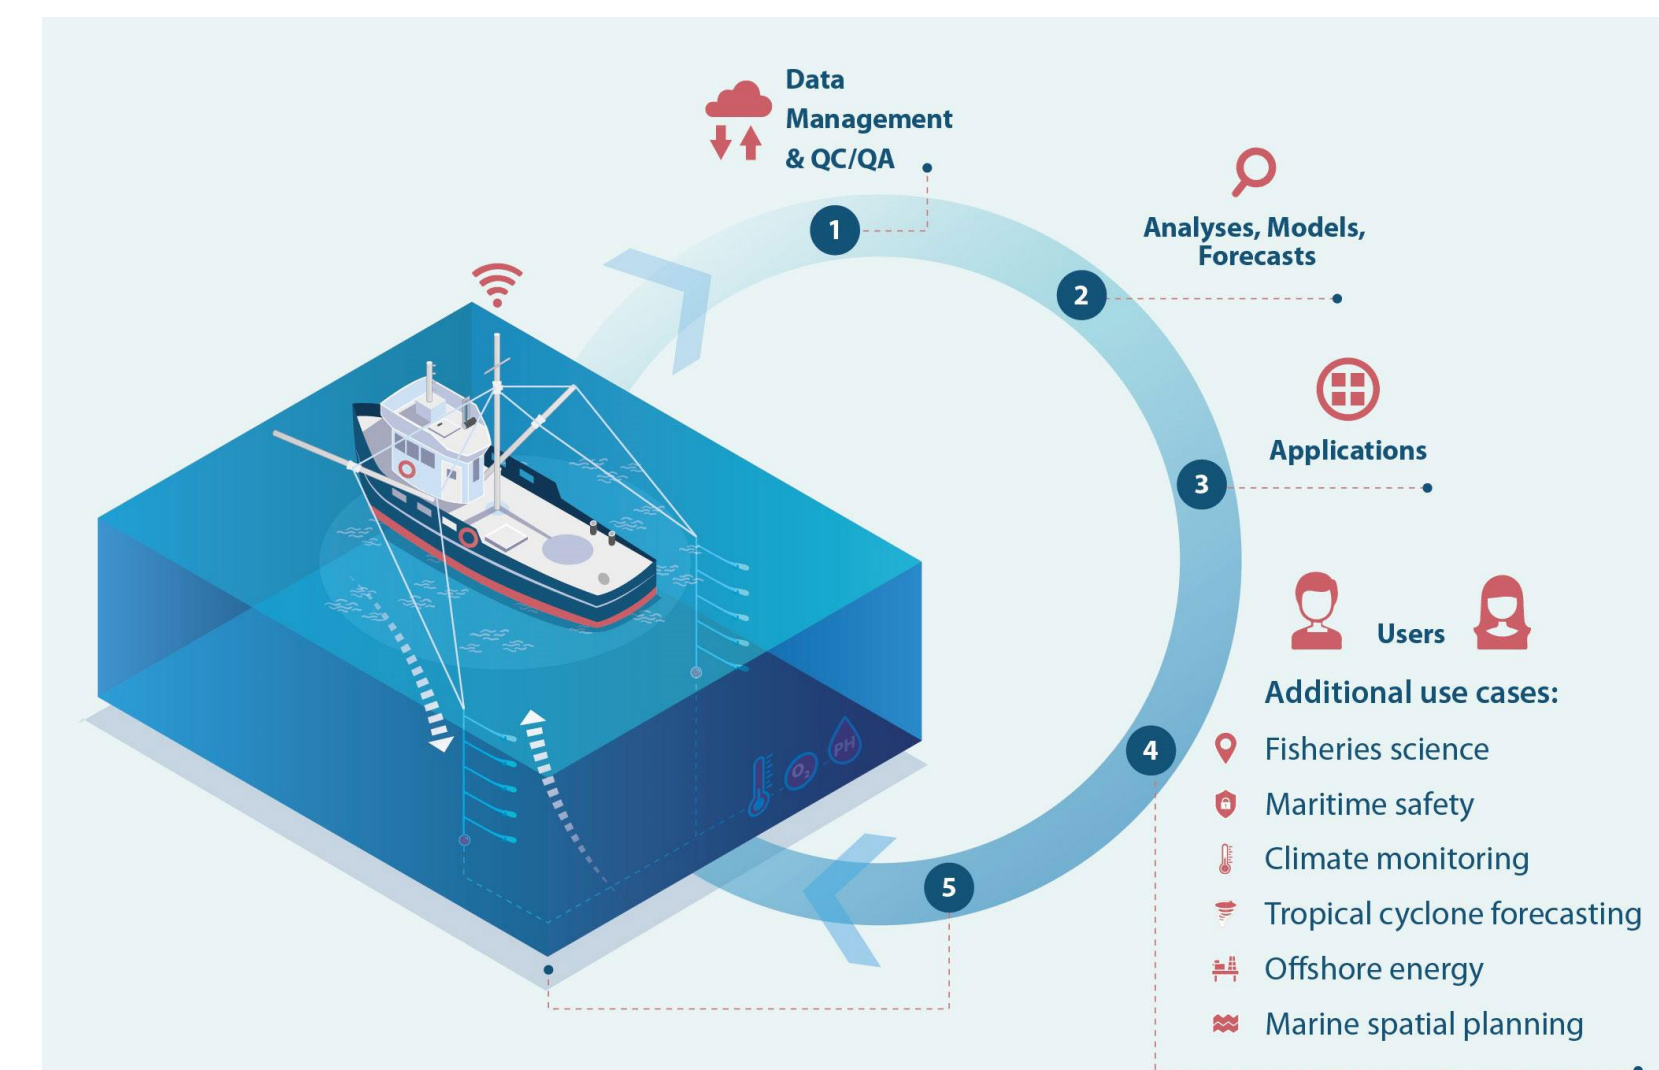 Data
Management
& QC/QA
1
Analyses, Models,
Forecasts
2
Applications
3
Users
Additional use cases:
4
Fisheries science
Maritime safety
Climate monitoring
Tropical cyclone forecasting
Offshore energy
Marine spatial planning
5
O₂
PH